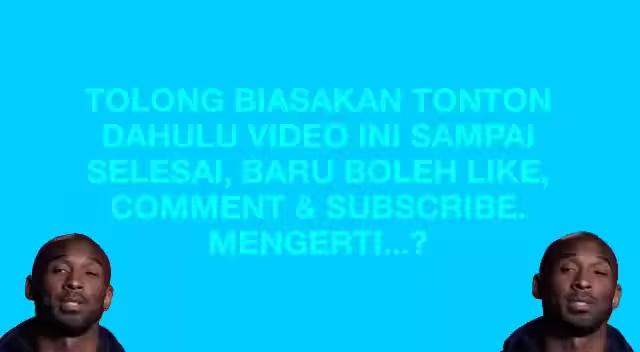 TOLONG BIASAKAN TONTON
DAHULU VIDEO INI SAMPAI
SELESAI, BARU BOLEH LIKE,
COMMENT & SUBSCRIBE.
MENGERTI...?